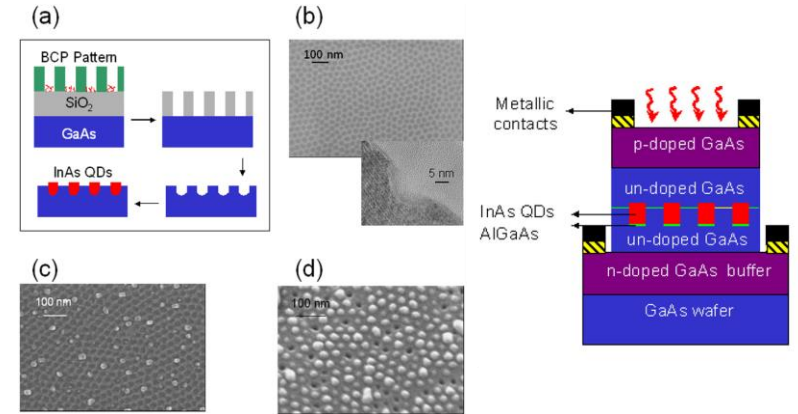 (a)
BCP Pattern
SiO₂
GaAs
InAs QDs
(b)
100 nm
5 nm
(c)
100 nm
(d)
100 nm
Metallic
contacts
p-doped GaAs
un-doped GaAs
InAs QDs
AlGaAs
un-doped GaAs
n-doped GaAs buffer
GaAs wafer